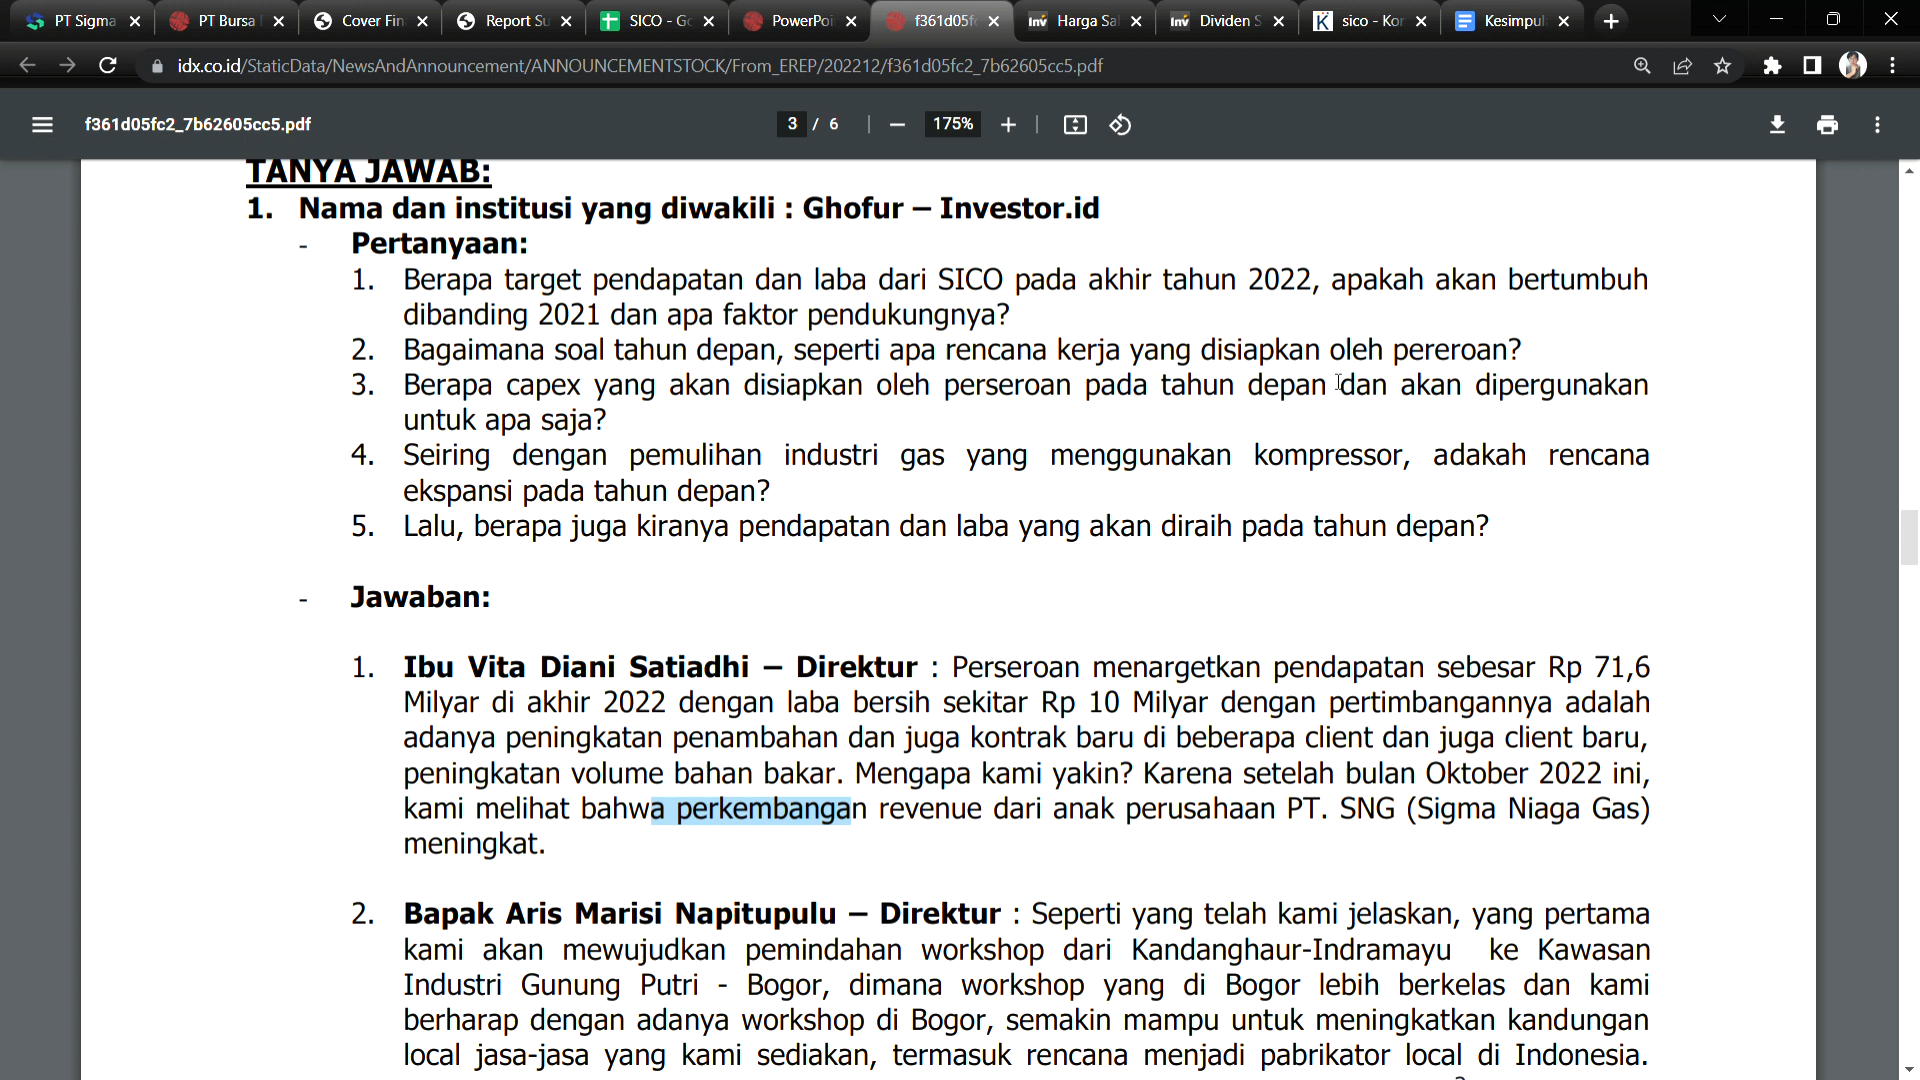 PT Sigma
PT Bursa
Cover Fin
Report Su
SICO - Go
PowerPoi
f361d05f
Harga Sa
Dividen S
sico - Kor
Kesimpul
idx.co.id/StaticData/NewsAndAnnouncement/ANNOUNCEMENTSTOCK/From_EREP/202212/f361d05fc2_7b62605cc5.pdf
f361d05fc2_7b62605cc5.pdf
3 / 6
175%
TANYA JAWAB:
1. Nama dan institusi yang diwakili : Ghofur – Investor.id
- Pertanyaan:
1. Berapa target pendapatan dan laba dari SICO pada akhir tahun 2022, apakah akan bertumbuh
dibanding 2021 dan apa faktor pendukungnya?
2. Bagaimana soal tahun depan, seperti apa rencana kerja yang disiapkan oleh pereroan?
3. Berapa capex yang akan disiapkan oleh perseroan pada tahun depan dan akan dipergunakan
untuk apa saja?
4. Seiring dengan pemulihan industri gas yang menggunakan kompressor, adakah rencana
ekspansi pada tahun depan?
5. Lalu, berapa juga kiranya pendapatan dan laba yang akan diraih pada tahun depan?
- Jawaban:
1. Ibu Vita Diani Satiadhi – Direktur : Perseroan menargetkan pendapatan sebesar Rp 71,6
Milyar di akhir 2022 dengan laba bersih sekitar Rp 10 Milyar dengan pertimbangannya adalah
adanya peningkatan penambahan dan juga kontrak baru di beberapa client dan juga client baru,
peningkatan volume bahan bakar. Mengapa kami yakin? Karena setelah bulan Oktober 2022 ini,
kami melihat bahwa perkembangan revenue dari anak perusahaan PT. SNG (Sigma Niaga Gas)
meningkat.
2. Bapak Aris Marisi Napitupulu – Direktur : Seperti yang telah kami jelaskan, yang pertama
kami akan mewujudkan pemindahan workshop dari Kandanghaur-Indramayu ke Kawasan
Industri Gunung Putri - Bogor, dimana workshop yang di Bogor lebih berkelas dan kami
berharap dengan adanya workshop di Bogor, semakin mampu untuk meningkatkan kandungan
local jasa-jasa yang kami sediakan, termasuk rencana menjadi pabrikator local di Indonesia.